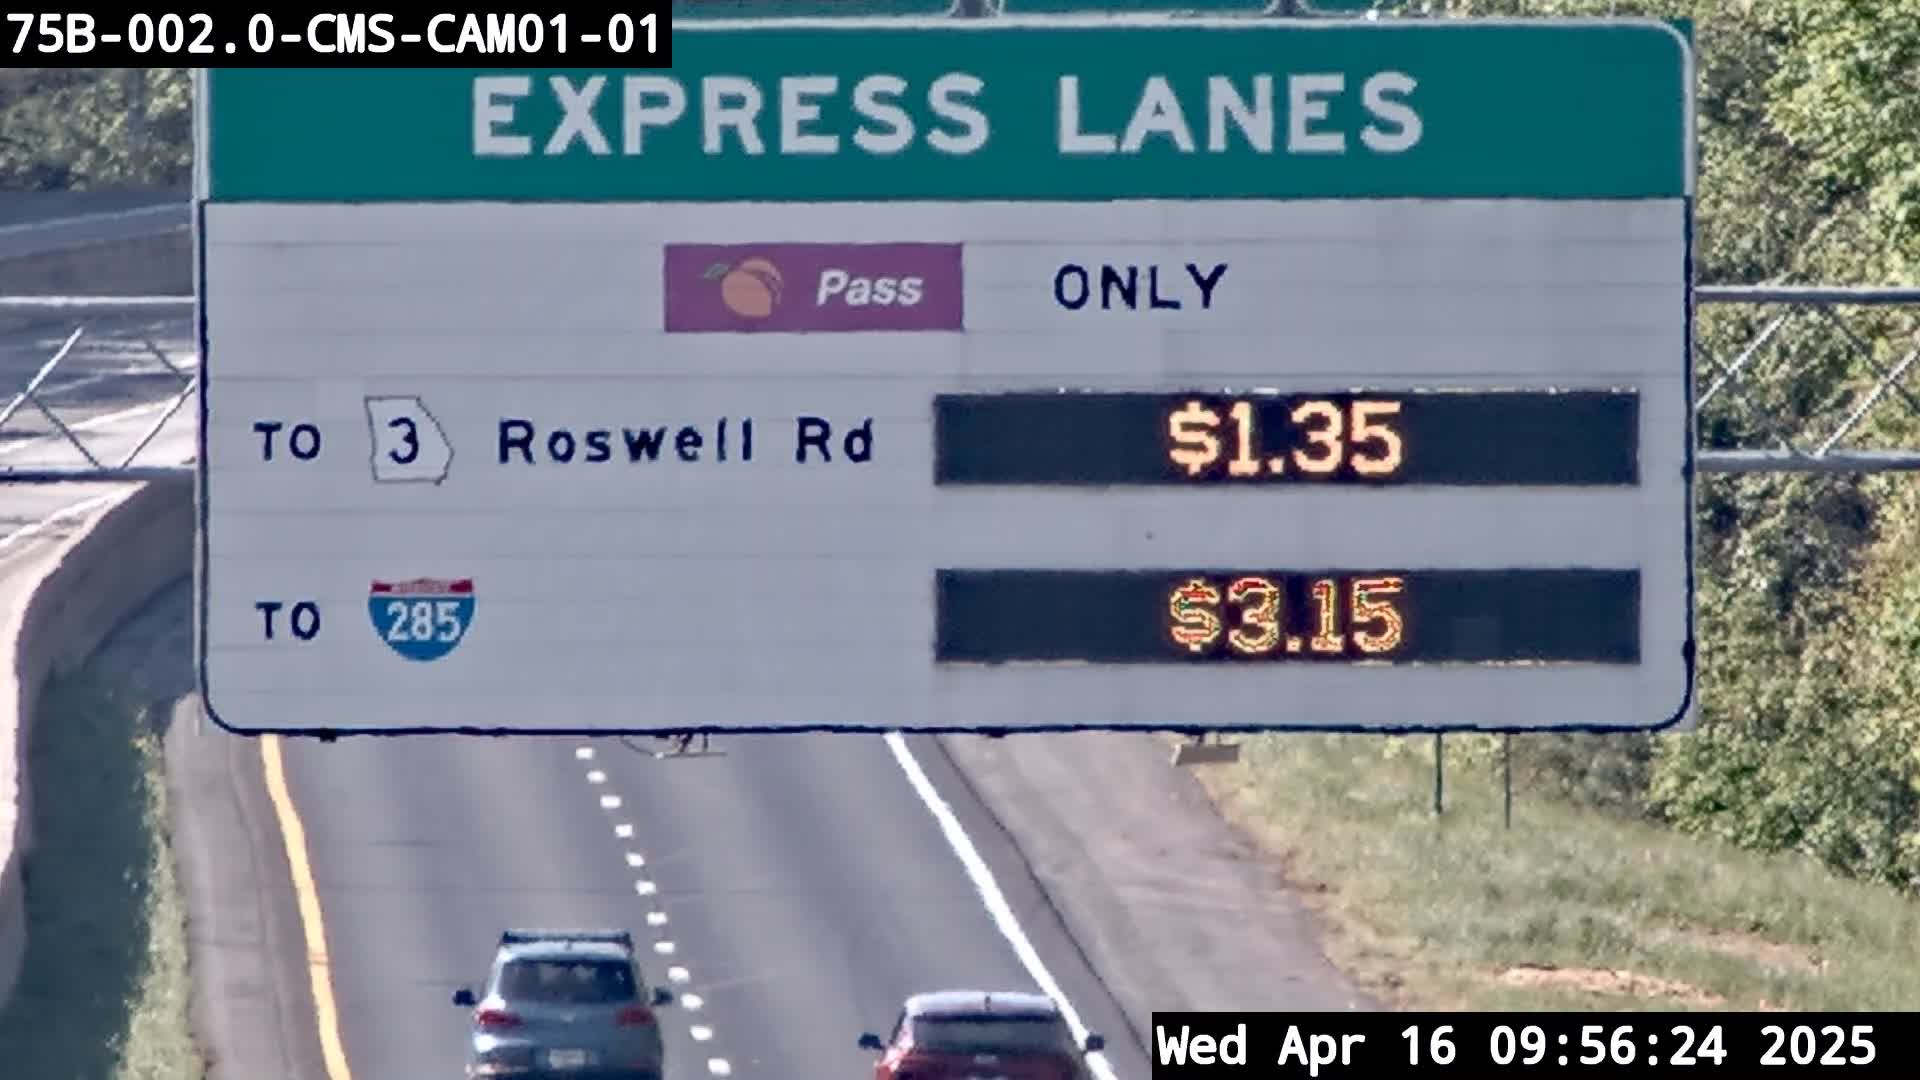 75B-002.0-CMS-CAM01-01
EXPRESS LANES
Pass ONLY
TO 3 Roswell Rd $1.35
TO 285 $3.15
Wed Apr 16 09:56:24 2025